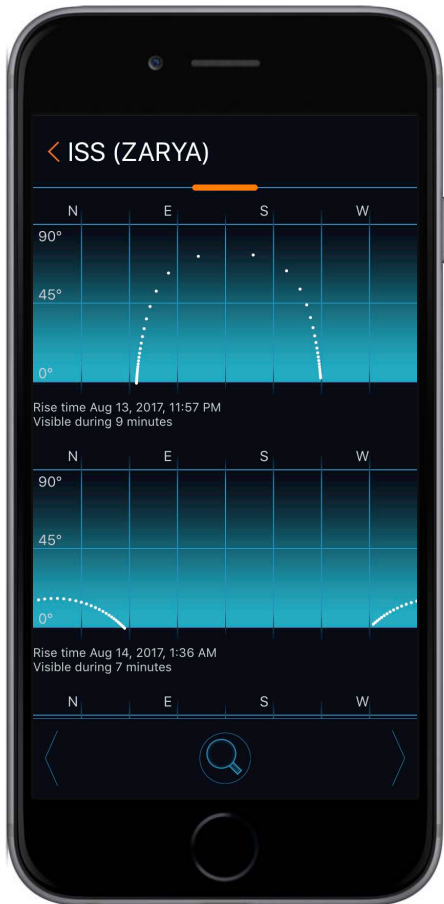 ISS (ZARYA)
N E S W
90°
45°
0°
Rise time Aug 13, 2017, 11:57 PM
Visible during 9 minutes
N E S W
90°
45°
0°
Rise time Aug 14, 2017, 1:36 AM
Visible during 7 minutes
N E S W